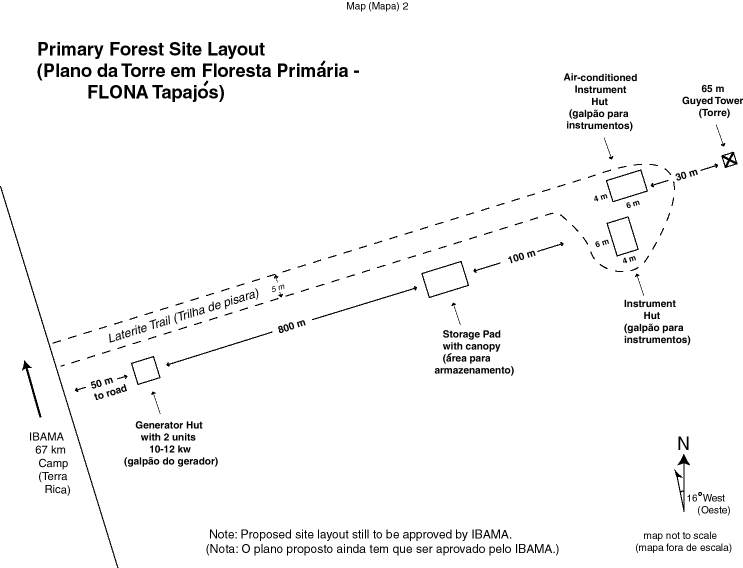 Map (Mapa) 2
Primary Forest Site Layout
(Plano da Torre em Floresta Primária -
FLONA Tapajós)
Air-conditioned
Instrument
Hut
(galpão para
instrumentos)
65 m
Guyed Tower
(Torre)
30 m
4 m
6 m
6 m
4 m
100 m
Laterite Trail (Trilha de pisara)
5 m
800 m
Instrument
Hut
(galpão para
instrumentos)
Storage Pad
with canopy
(área para
armazenamento)
50 m
to road
Generator Hut
with 2 units
10-12 kw
(galpão do gerador)
IBAMA
67 km
Camp
(Terra
Rica)
N
16° West
(Oeste)
Note: Proposed site layout still to be approved by IBAMA.
(Nota: O plano proposto ainda tem que ser aprovado pelo IBAMA.)
map not to scale
(mapa fora de escala)